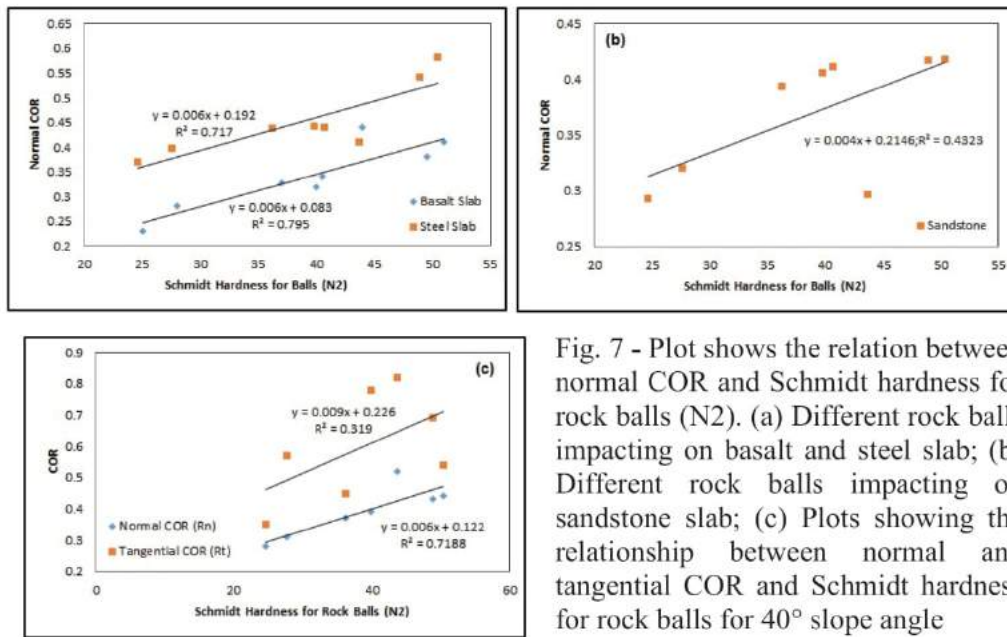 0.65
0.6
0.55
0.5
0.45
0.4
0.35
0.3
0.25
0.2
Normal COR
y = 0.006x + 0.192
R² = 0.717
y = 0.006x + 0.083
R² = 0.795
Basalt Slab
Steel Slab
20 25 30 35 40 45 50 55
Schmidt Hardness for Balls (N2)
(b)
0.45
0.4
0.35
0.3
0.25
Normal COR
y = 0.004x + 0.2146;R² = 0.4323
Sandstone
20 25 30 35 40 45 50 55
Schmidt Hardness for Balls (N2)
(c)
0.9
0.8
0.7
0.6
0.5
0.4
0.3
0.2
COR
y = 0.009x + 0.226
R² = 0.319
Normal COR (Rn)
Tangential COR (Rt)
y = 0.006x + 0.122
R² = 0.7188
0 20 40 60
Schmidt Hardness for Rock Balls (N2)
Fig. 7 - Plot shows the relation between
normal COR and Schmidt hardness fo
rock balls (N2). (a) Different rock ball
impacting on basalt and steel slab; (b
Different rock balls impacting o
sandstone slab; (c) Plots showing th
relationship between normal an
tangential COR and Schmidt hardnes
for rock balls for 40° slope angle